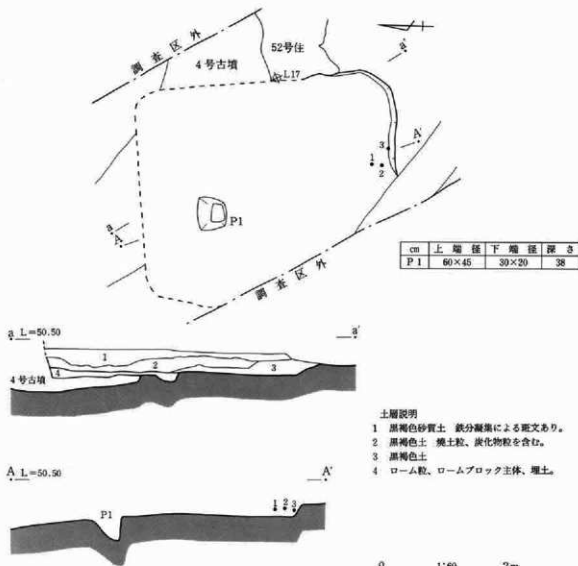 調査区外
4号古墳
52号住
L17
a'
A'
3
1
2
P1
a
A
調査区外
cm 上端径 下端径 深さ
P1 60×45 30×20 38
a L=50.50 a'
1
2
3
4
4号古墳
土層説明
1 黒褐色砂質土 鉄分凝集による斑文あり。
2 黒褐色土 焼土粒、炭化物粒を含む。
3 黒褐色土
4 ローム粒、ロームブロック主体、埋土。
A L=50.50 A'
P1
1 2 3
0 1:60 2m